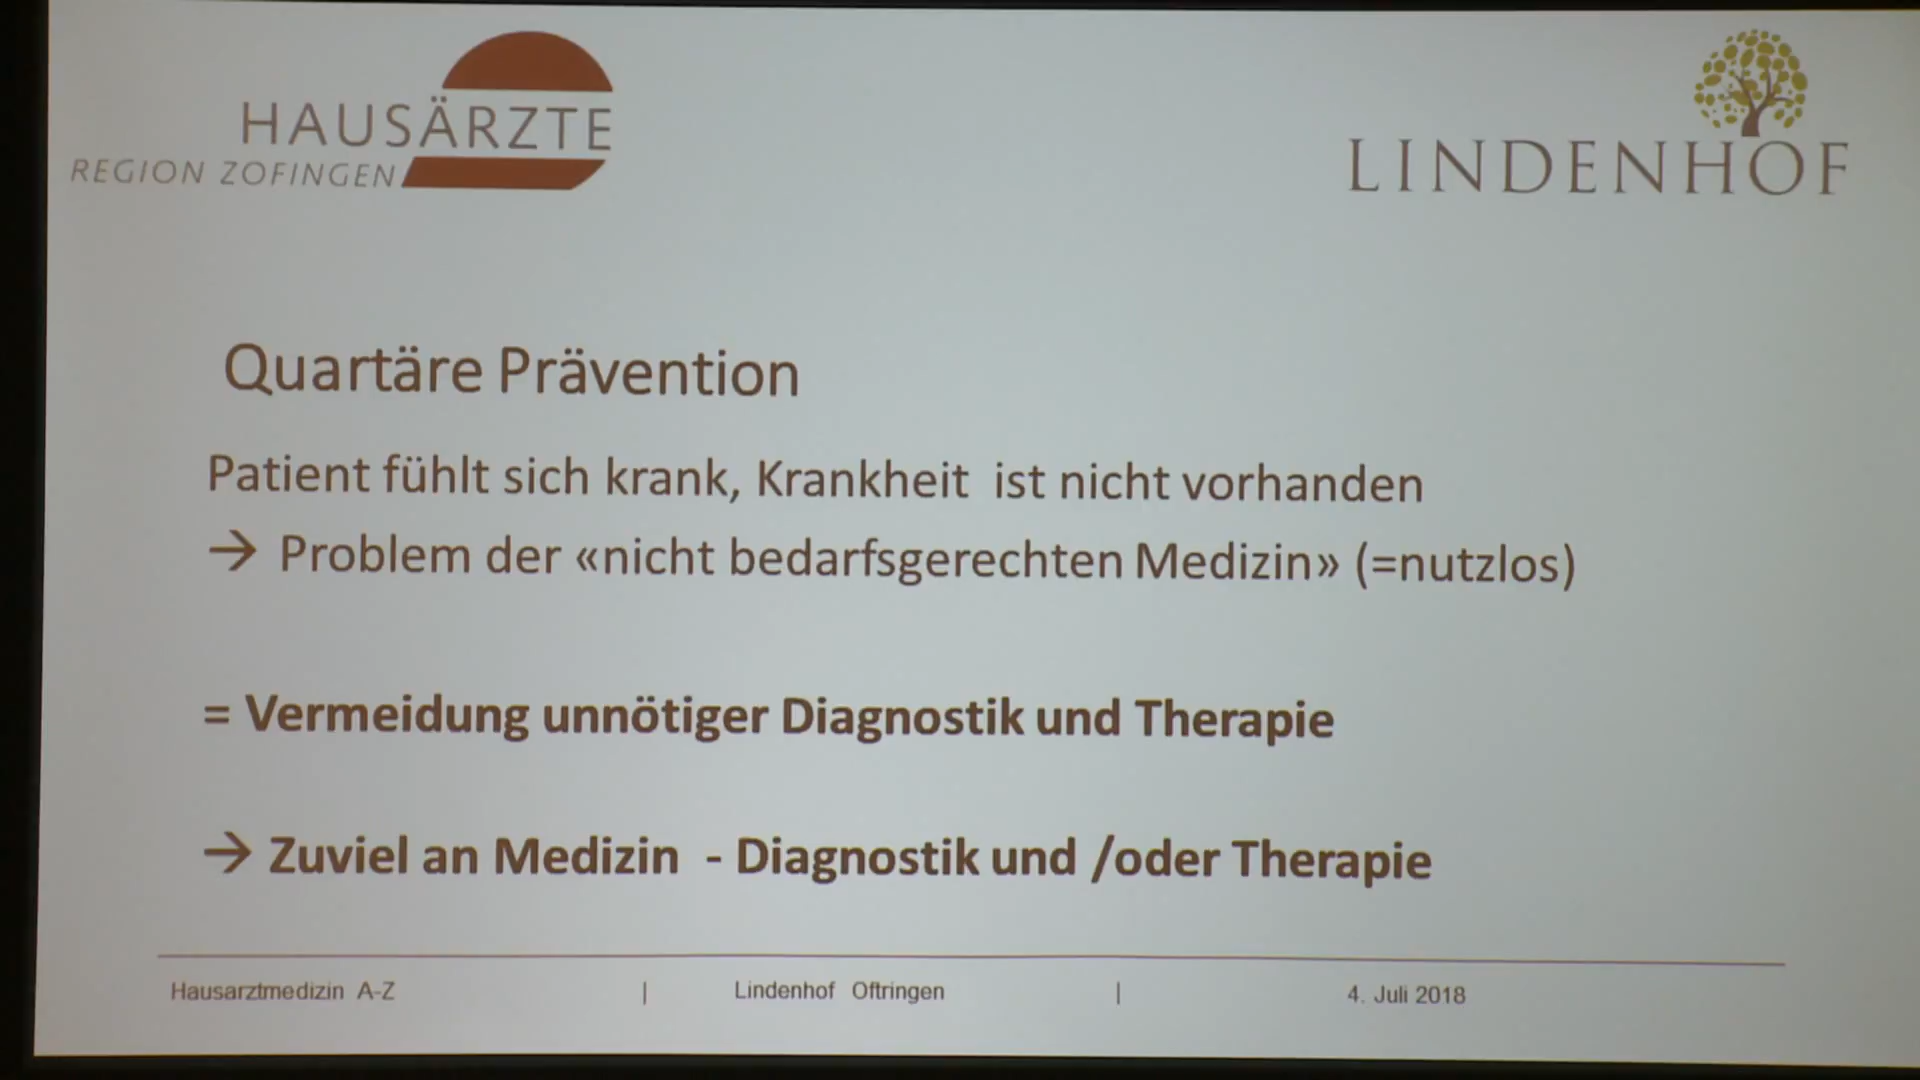 HAUSÄRZTE
REGION ZOFINGEN
LINDENHOF
Quartäre Prävention
Patient fühlt sich krank, Krankheit ist nicht vorhanden
→ Problem der «nicht bedarfsgerechten Medizin» (=nutzlos)
= Vermeidung unnötiger Diagnostik und Therapie
→ Zuviel an Medizin - Diagnostik und /oder Therapie
Hausarztmedizin A-Z | Lindenhof Oftringen | 4. Juli 2018